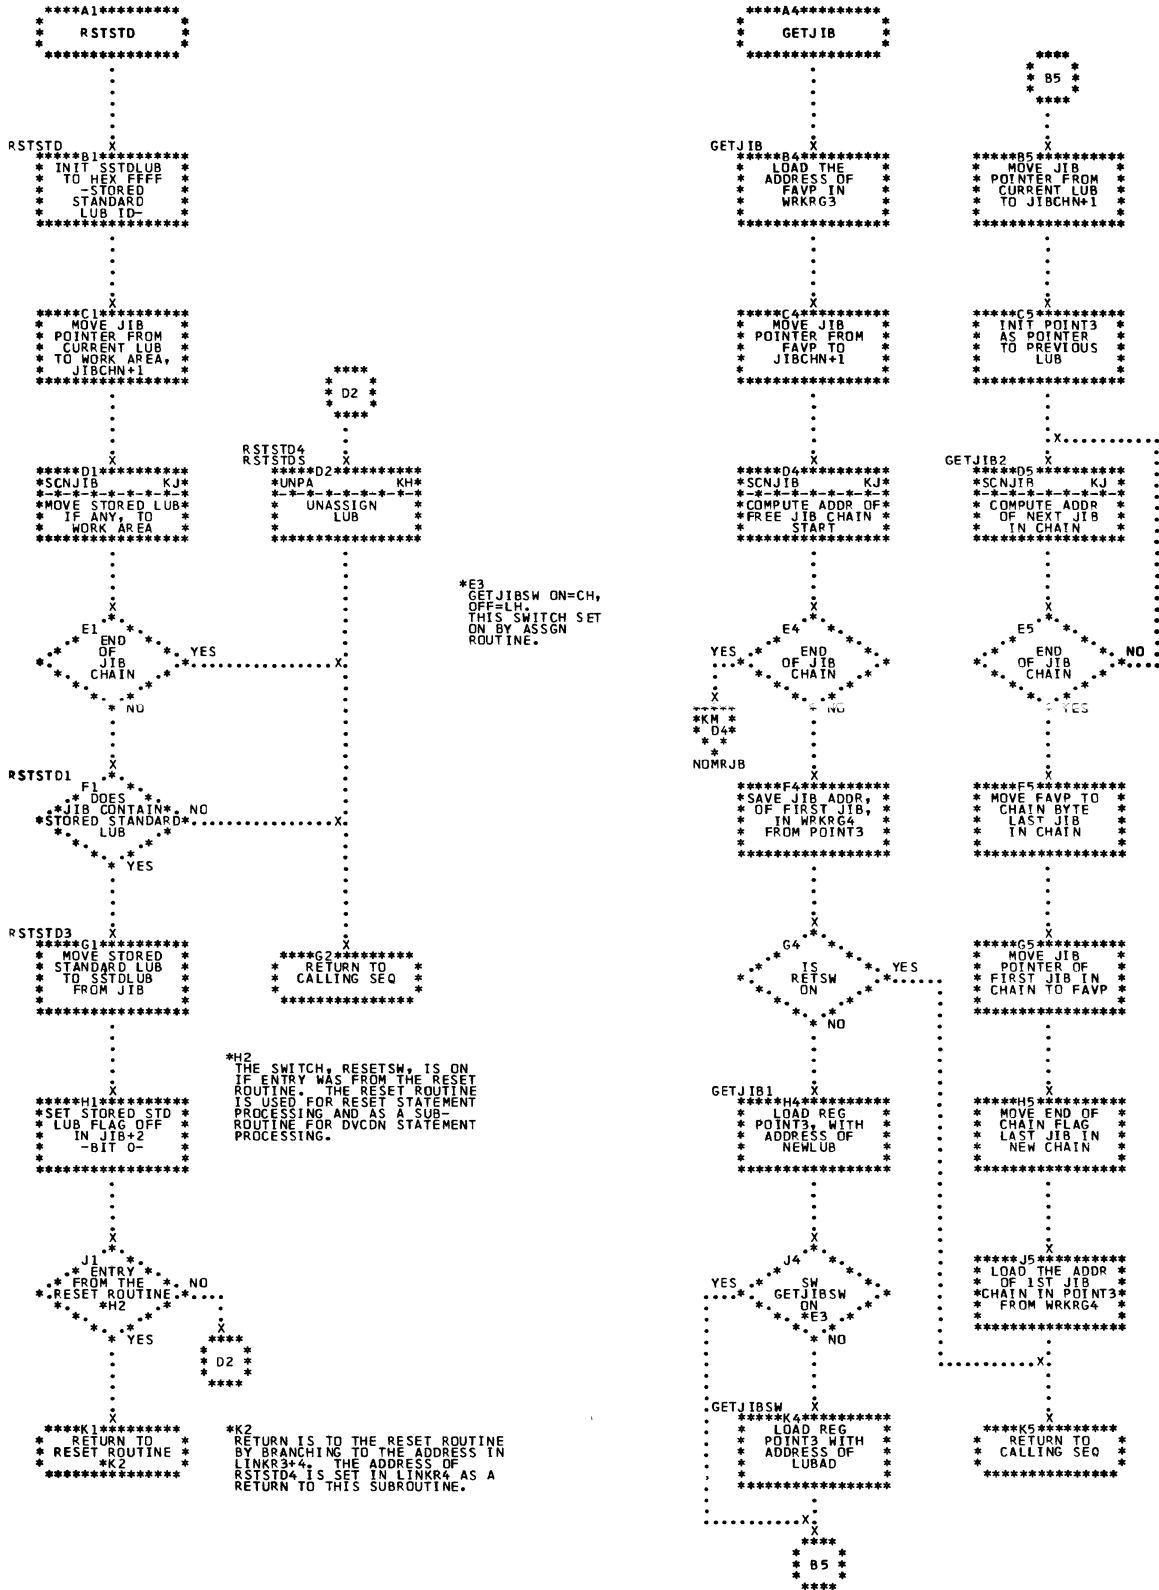 A1
RSTSTD
RSTSTD
B1
INIT SSTDLUB
TO HEX FFFF
-STORED
STANDARD
LUB ID-
C1
MOVE JIB
POINTER FROM
CURRENT LUB
TO WORK AREA,
JIBCHN+1
D1
*SCNJIB KJ*
*-*-*-*-*-*-*-*-*
MOVE STORED LUB
IF ANY, TO
WORK AREA
E1
END
OF
JIB
CHAIN
YES
NO
RSTSTD1
F1
DOES
JIB CONTAIN
STORED STANDARD
LUB
NO
YES
RSTSTD3
G1
MOVE STORED
STANDARD LUB
TO SSTDLUB
FROM JIB
H1
SET STORED STD
LUB FLAG OFF
IN JIB+2
-BIT 0-
J1
ENTRY
FROM THE
RESET ROUTINE
*H2
NO
YES
D2
K1
RETURN TO
RESET ROUTINE
*K2
D2
RSTSTD4
RSTSTDS
D2
*UNPA KH*
*-*-*-*-*-*-*-*-*
UNASSIGN
LUB
G2
RETURN TO
CALLING SEQ
*H2
THE SWITCH, RESETSW, IS ON
IF ENTRY WAS FROM THE RESET
ROUTINE. THE RESET ROUTINE
IS USED FOR RESET STATEMENT
PROCESSING AND AS A SUB-
ROUTINE FOR DVCDN STATEMENT
PROCESSING.
*K2
RETURN IS TO THE RESET ROUTINE
BY BRANCHING TO THE ADDRESS IN
LINKR3+4. THE ADDRESS OF
RSTSTD4 IS SET IN LINKR4 AS A
RETURN TO THIS SUBROUTINE.
*E3
GETJIBSW ON=CH,
OFF=LH.
THIS SWITCH SET
ON BY ASSGN
ROUTINE.
A4
GETJIB
GETJIB
B4
LOAD THE
ADDRESS OF
FAVP IN
WRKRG3
C4
MOVE JIB
POINTER FROM
FAVP TO
JIBCHN+1
D4
*SCNJIB KJ*
*-*-*-*-*-*-*-*-*
COMPUTE ADDR OF
FREE JIB CHAIN
START
E4
END
OF JIB
CHAIN
YES
NO
*KM *
* D4*
NOMRJB
F4
SAVE JIB ADDR,
OF FIRST JIB,
IN WRKRG4
FROM POINT3
G4
IS
RETSW
ON
YES
NO
GETJIB1
H4
LOAD REG
POINT3, WITH
ADDRESS OF
NEWLUB
J4
SW
GETJIBSW
ON
*E3
YES
NO
GETJIBSW
K4
LOAD REG
POINT3 WITH
ADDRESS OF
LUBAD
B5
B5
B5
MOVE JIB
POINTER FROM
CURRENT LUB
TO JIBCHN+1
C5
INIT POINT3
AS POINTER
TO PREVIOUS
LUB
GETJIB2
D5
*SCNJIB KJ *
*-*-*-*-*-*-*-*-*
COMPUTE ADDR
OF NEXT JIB
IN CHAIN
E5
END
OF JIB
CHAIN
NO
YES
F5
MOVE FAVP TO
CHAIN BYTE
LAST JIB
IN CHAIN
G5
MOVE JIB
POINTER OF
FIRST JIB IN
CHAIN TO FAVP
H5
MOVE END OF
CHAIN FLAG
LAST JIB IN
NEW CHAIN
J5
LOAD THE ADDR
OF 1ST JIB
CHAIN IN POINT3
FROM WRKRG4
K5
RETURN TO
CALLING SEQ